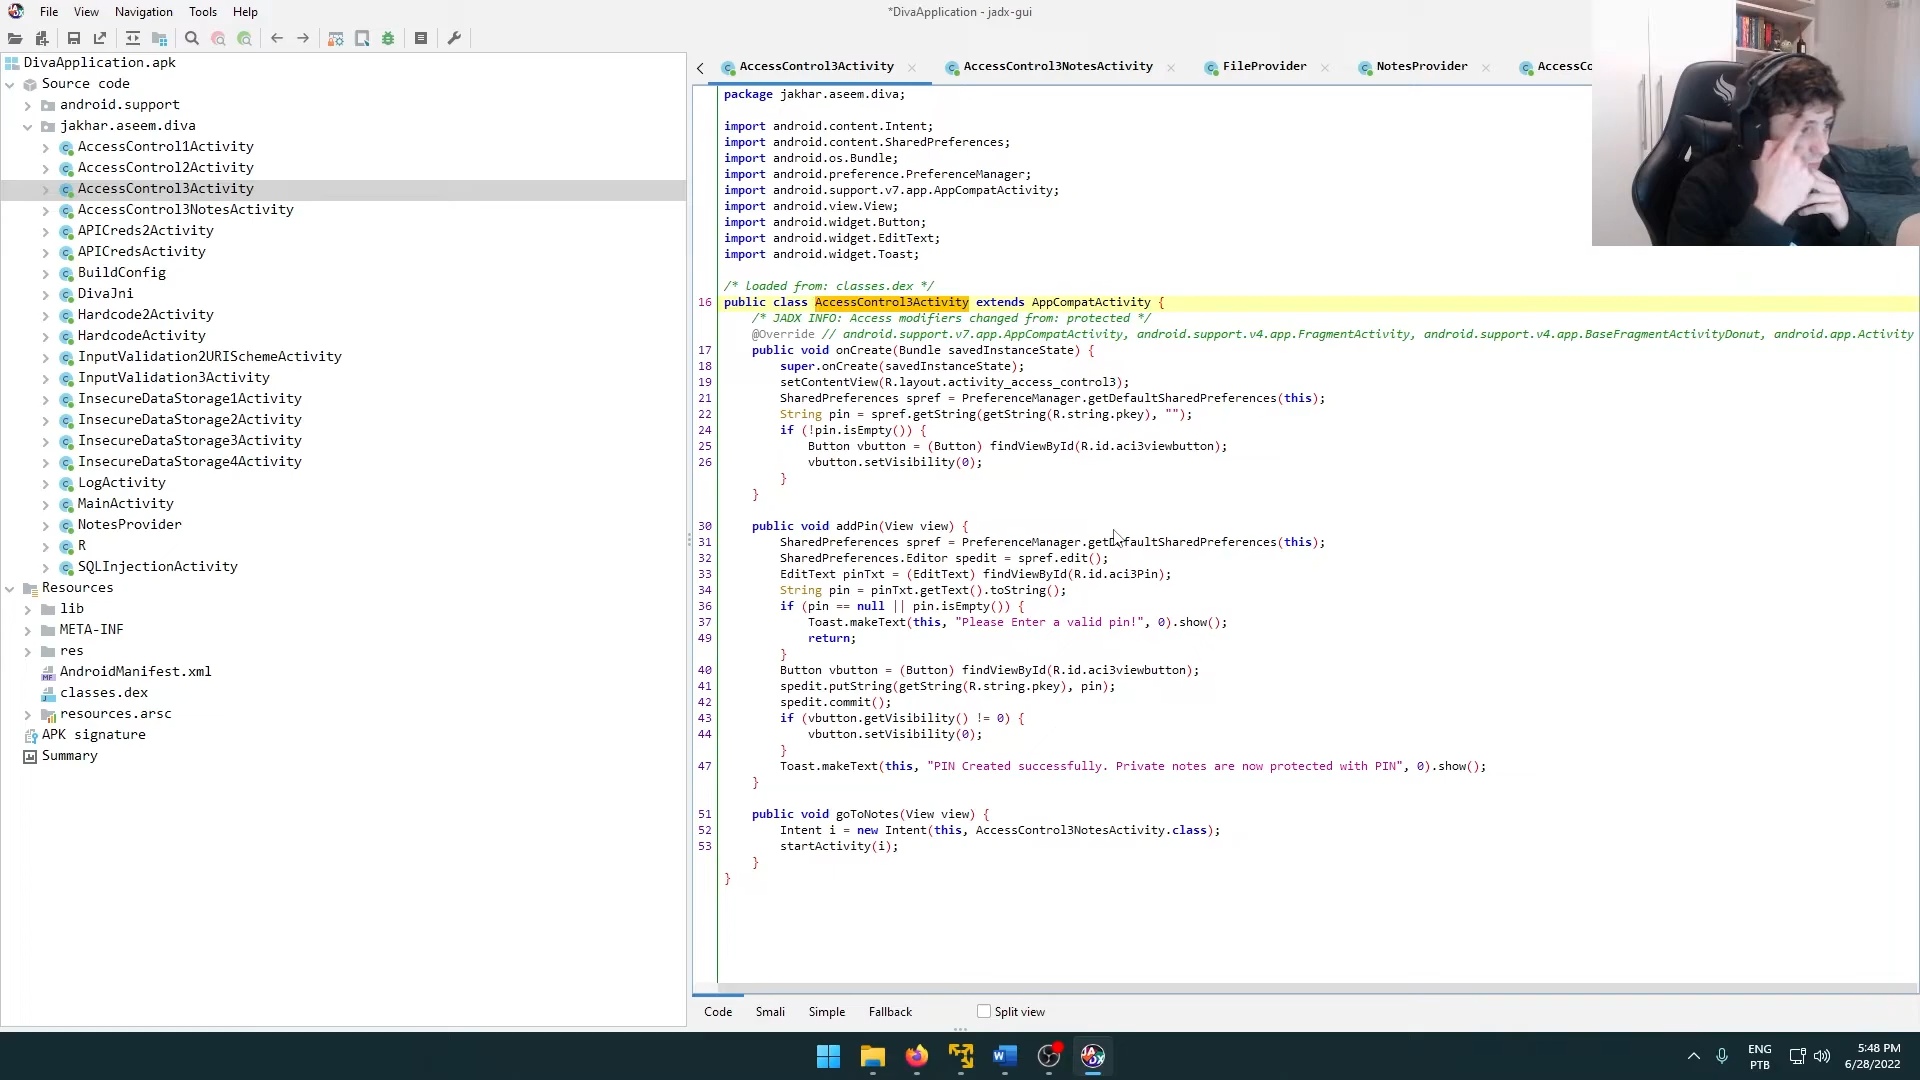 File View Navigation Tools Help
*DivaApplication - jadx-gui
DivaApplication.apk
Source code
android.support
jakhar.aseem.diva
AccessControl1Activity
AccessControl2Activity
AccessControl3Activity
AccessControl3NotesActivity
APICreds2Activity
APICredsActivity
BuildConfig
DivaJni
Hardcode2Activity
HardcodeActivity
InputValidation2URISchemeActivity
InputValidation3Activity
InsecureDataStorage1Activity
InsecureDataStorage2Activity
InsecureDataStorage3Activity
InsecureDataStorage4Activity
LogActivity
MainActivity
NotesProvider
R
SQLInjectionActivity
Resources
lib
META-INF
res
AndroidManifest.xml
classes.dex
resources.arsc
APK signature
Summary
AccessControl3Activity AccessControl3NotesActivity FileProvider NotesProvider AccessCo
package jakhar.aseem.diva;
import android.content.Intent;
import android.content.SharedPreferences;
import android.os.Bundle;
import android.preference.PreferenceManager;
import android.support.v7.app.AppCompatActivity;
import android.view.View;
import android.widget.Button;
import android.widget.EditText;
import android.widget.Toast;
/* loaded from: classes.dex */
16 public class AccessControl3Activity extends AppCompatActivity {
/* JADX INFO: Access modifiers changed from: protected */
@Override // android.support.v7.app.AppCompatActivity, android.support.v4.app.FragmentActivity, android.support.v4.app.BaseFragmentActivityDonut, android.app.Activity
17 public void onCreate(Bundle savedInstanceState) {
18 super.onCreate(savedInstanceState);
19 setContentView(R.layout.activity_access_control3);
21 SharedPreferences spref = PreferenceManager.getDefaultSharedPreferences(this);
22 String pin = spref.getString(getString(R.string.pkey), "");
24 if (!pin.isEmpty()) {
25 Button vbutton = (Button) findViewById(R.id.aci3viewbutton);
26 vbutton.setVisibility(0);
}
}
30 public void addPin(View view) {
31 SharedPreferences spref = PreferenceManager.getDefaultSharedPreferences(this);
32 SharedPreferences.Editor spedit = spref.edit();
33 EditText pinTxt = (EditText) findViewById(R.id.aci3Pin);
34 String pin = pinTxt.getText().toString();
36 if (pin == null || pin.isEmpty()) {
37 Toast.makeText(this, "Please Enter a valid pin!", 0).show();
49 return;
}
40 Button vbutton = (Button) findViewById(R.id.aci3viewbutton);
41 spedit.putString(getString(R.string.pkey), pin);
42 spedit.commit();
43 if (vbutton.getVisibility() != 0) {
44 vbutton.setVisibility(0);
}
47 Toast.makeText(this, "PIN Created successfully. Private notes are now protected with PIN", 0).show();
}
51 public void goToNotes(View view) {
52 Intent i = new Intent(this, AccessControl3NotesActivity.class);
53 startActivity(i);
}
}
Code Smali Simple Fallback Split view
ENG
PTB
5:48 PM
6/28/2022